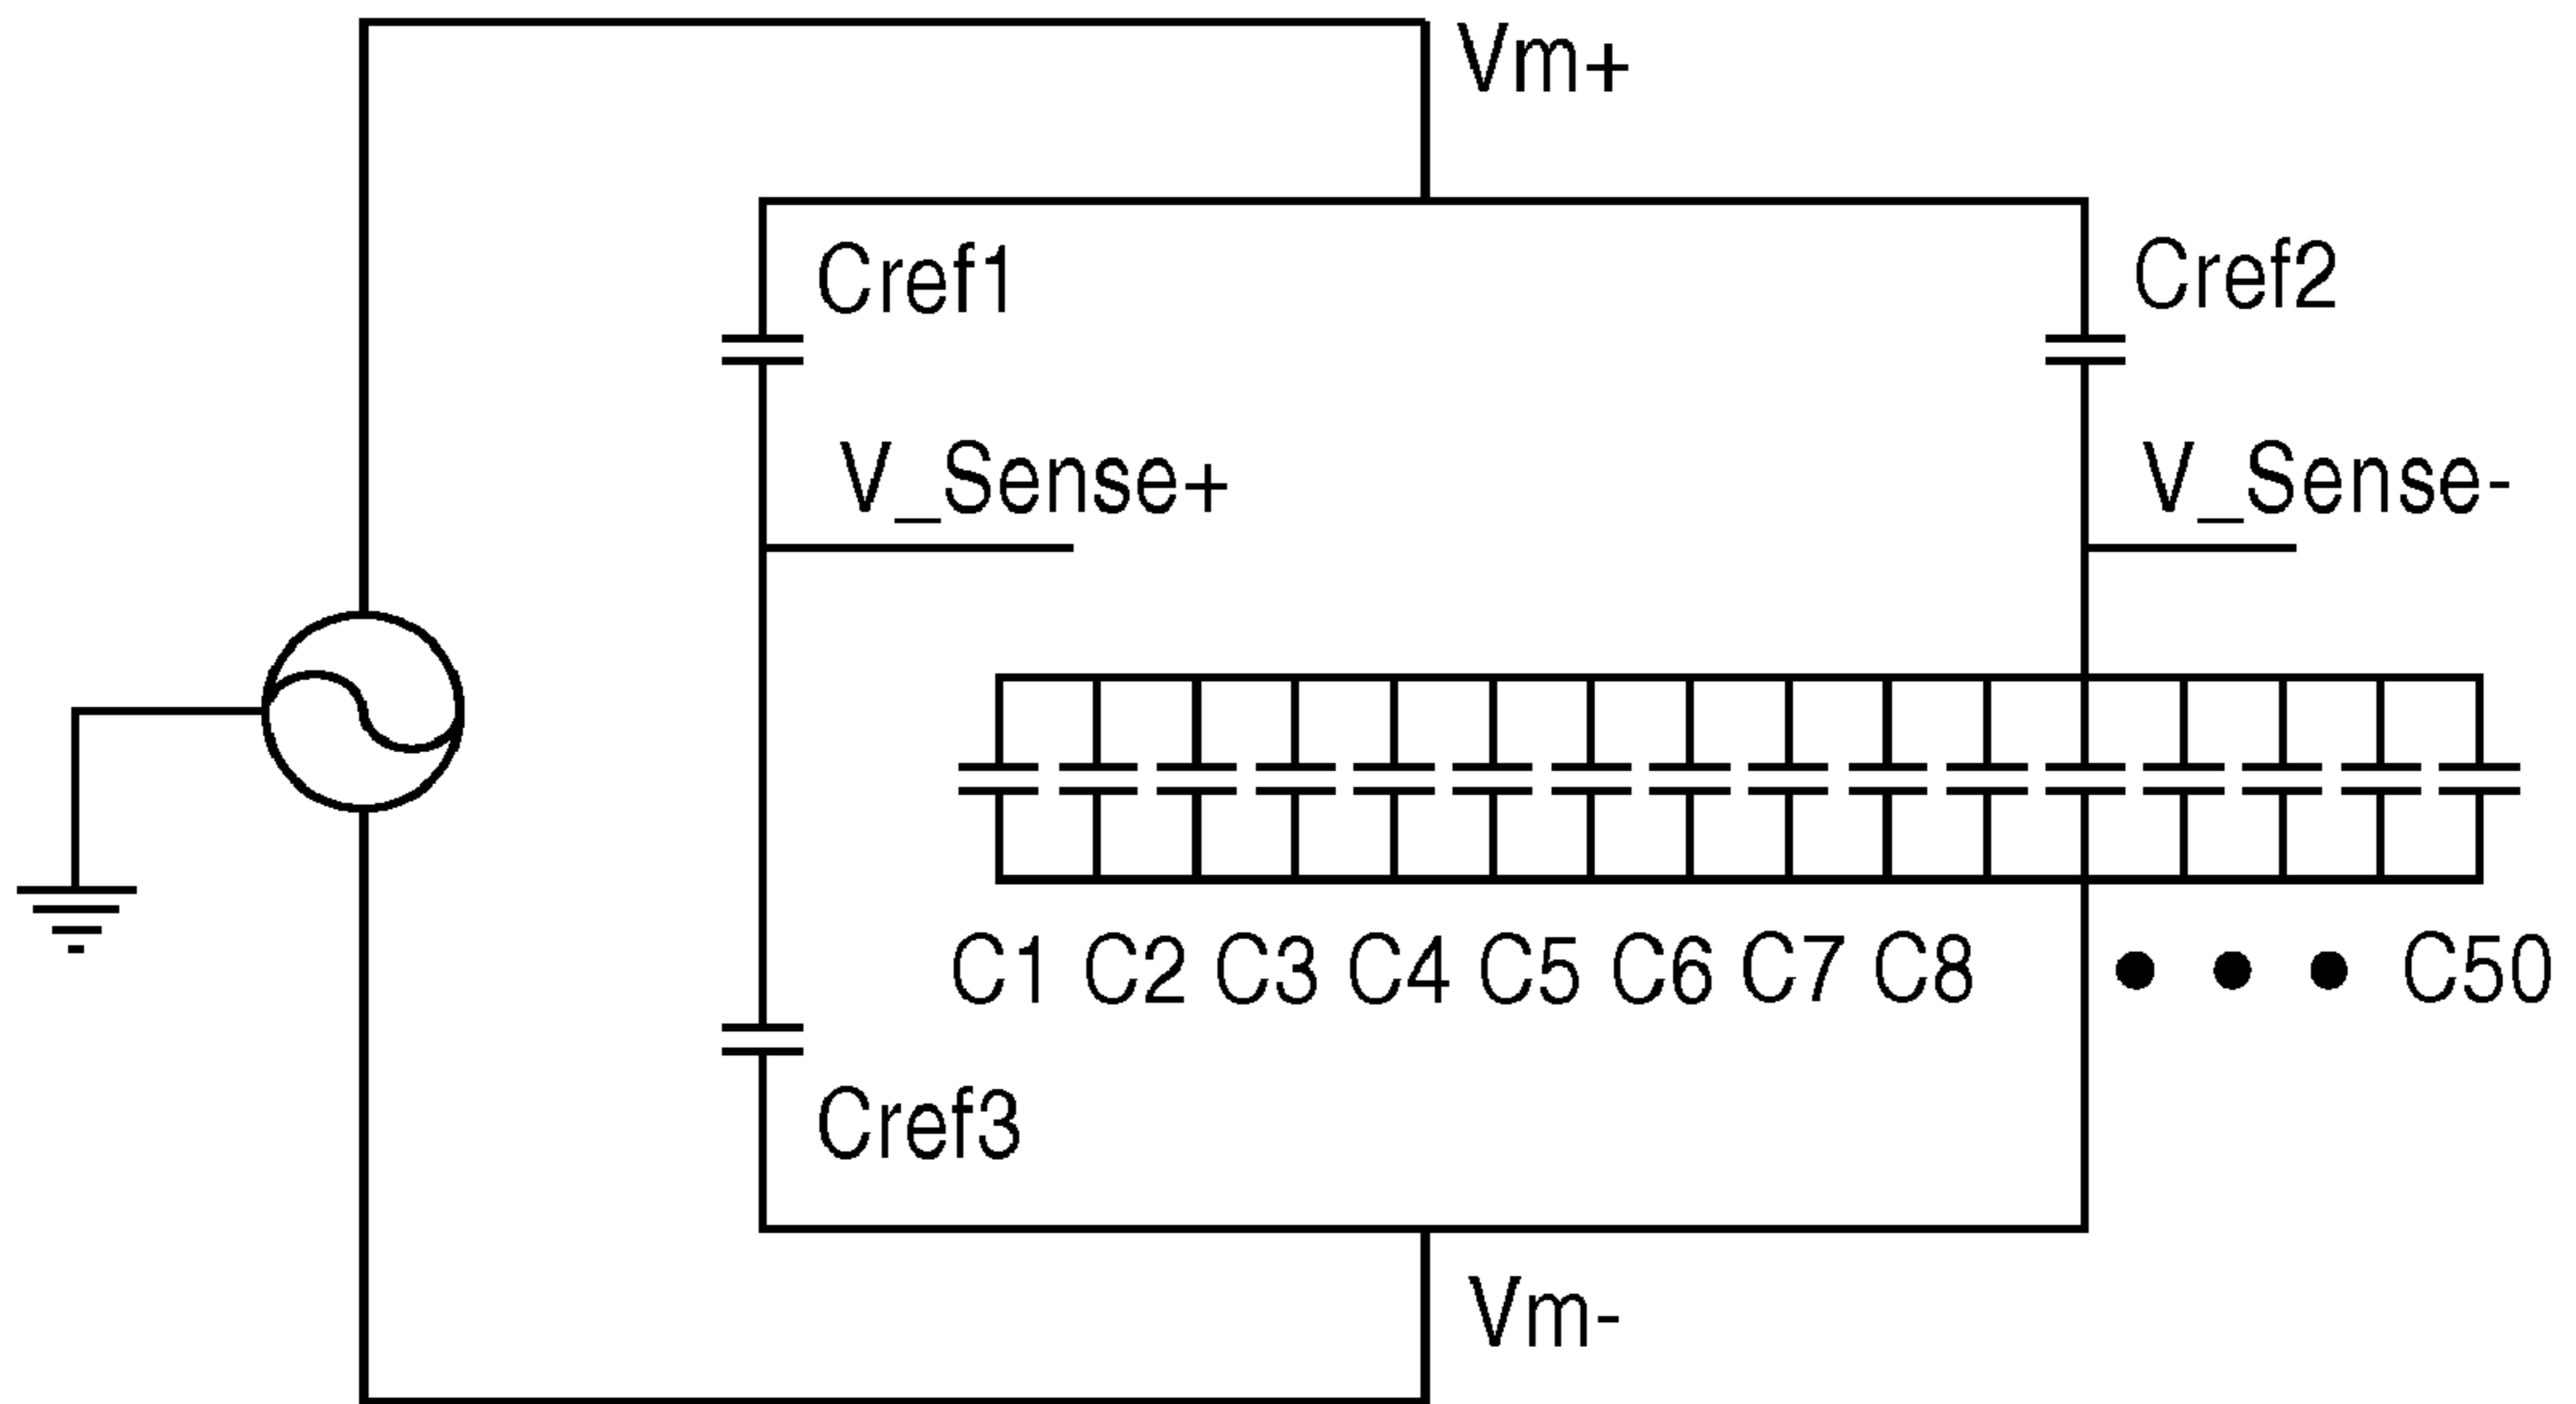 Vm+
Cref1
Cref2
V_Sense+
V_Sense-
C1 C2 C3 C4 C5 C6 C7 C8 ● ● ● C50
Cref3
Vm-